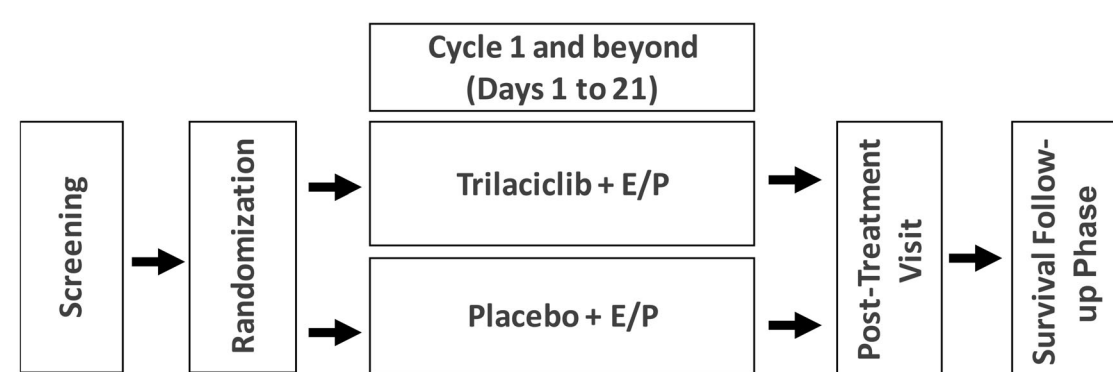 Cycle 1 and beyond
(Days 1 to 21)
Screening
Randomization
Trilaciclib + E/P
Placebo + E/P
Post-Treatment
Visit
Survival Follow-
up Phase